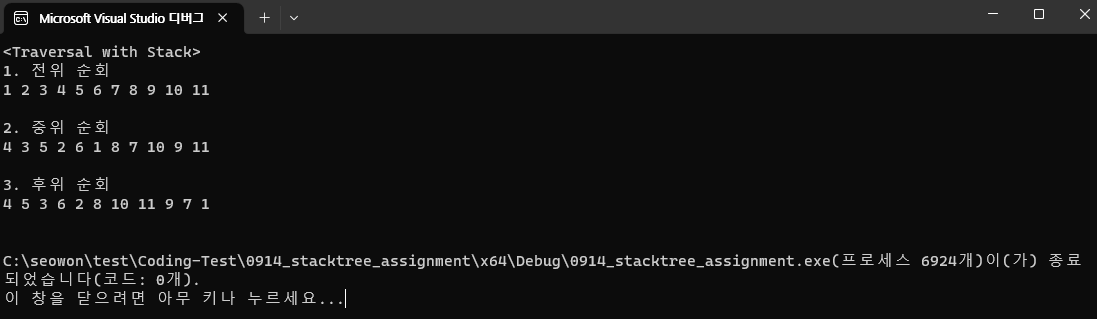 Microsoft Visual Studio 디버그
<Traversal with Stack>
1. 전위 순회
1 2 3 4 5 6 7 8 9 10 11
2. 중위 순회
4 3 5 2 6 1 8 7 10 9 11
3. 후위 순회
4 5 3 6 2 8 10 11 9 7 1
C:\seowon\test\Coding-Test\0914_stacktree_assignment\x64\Debug\0914_stacktree_assignment.exe(프로세스 6924개)이(가) 종료
되었습니다(코드: 0개).
이 창을 닫으려면 아무 키나 누르세요...